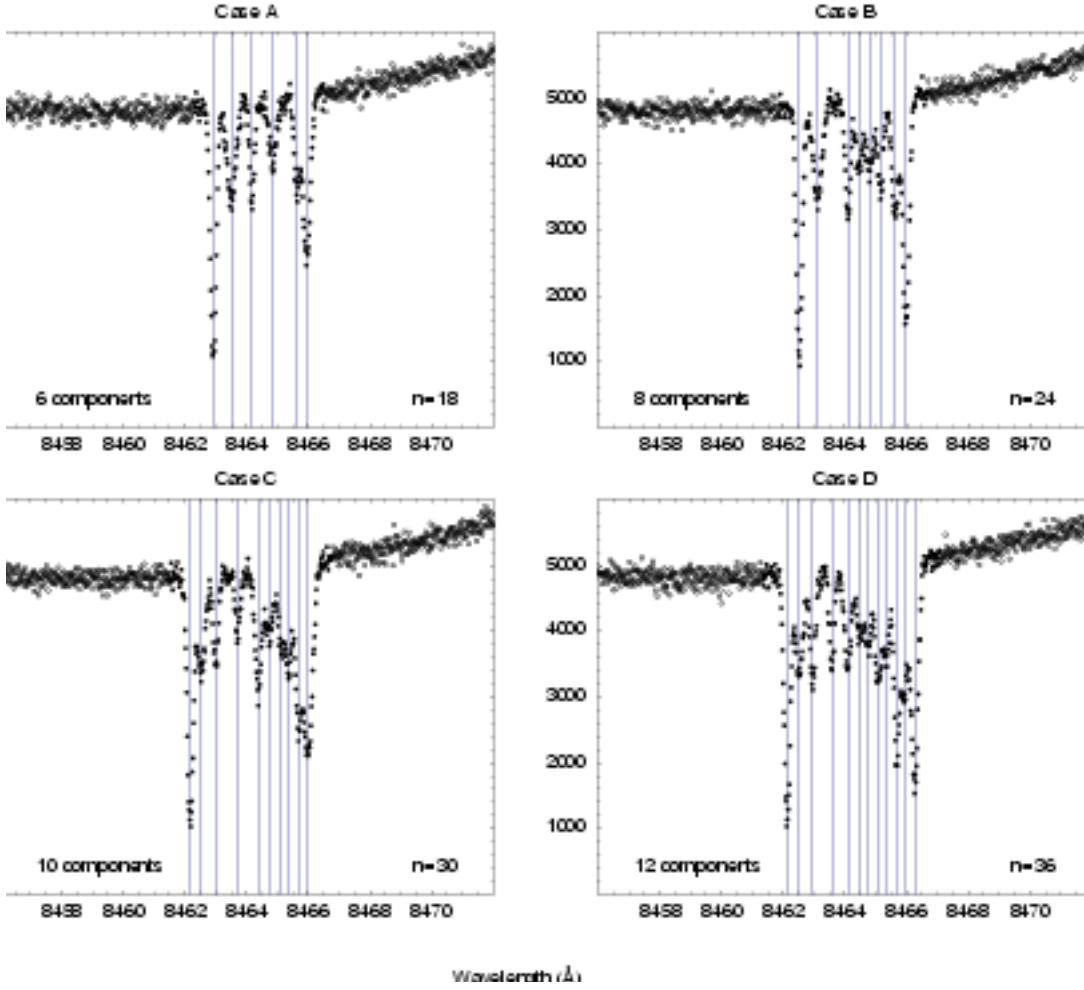 Case A
Case B
5000
4000
3000
2000
1000
6 components
n= 18
8 components
n= 24
8458 8460 8462 8464 8466 8468 8470
8458 8460 8462 8464 8466 8468 8470
Case C
Case D
5000
4000
3000
2000
1000
10 components
n= 30
12 components
n= 36
8458 8460 8462 8464 8466 8468 8470
8458 8460 8462 8464 8466 8468 8470
Wavelength (Å)